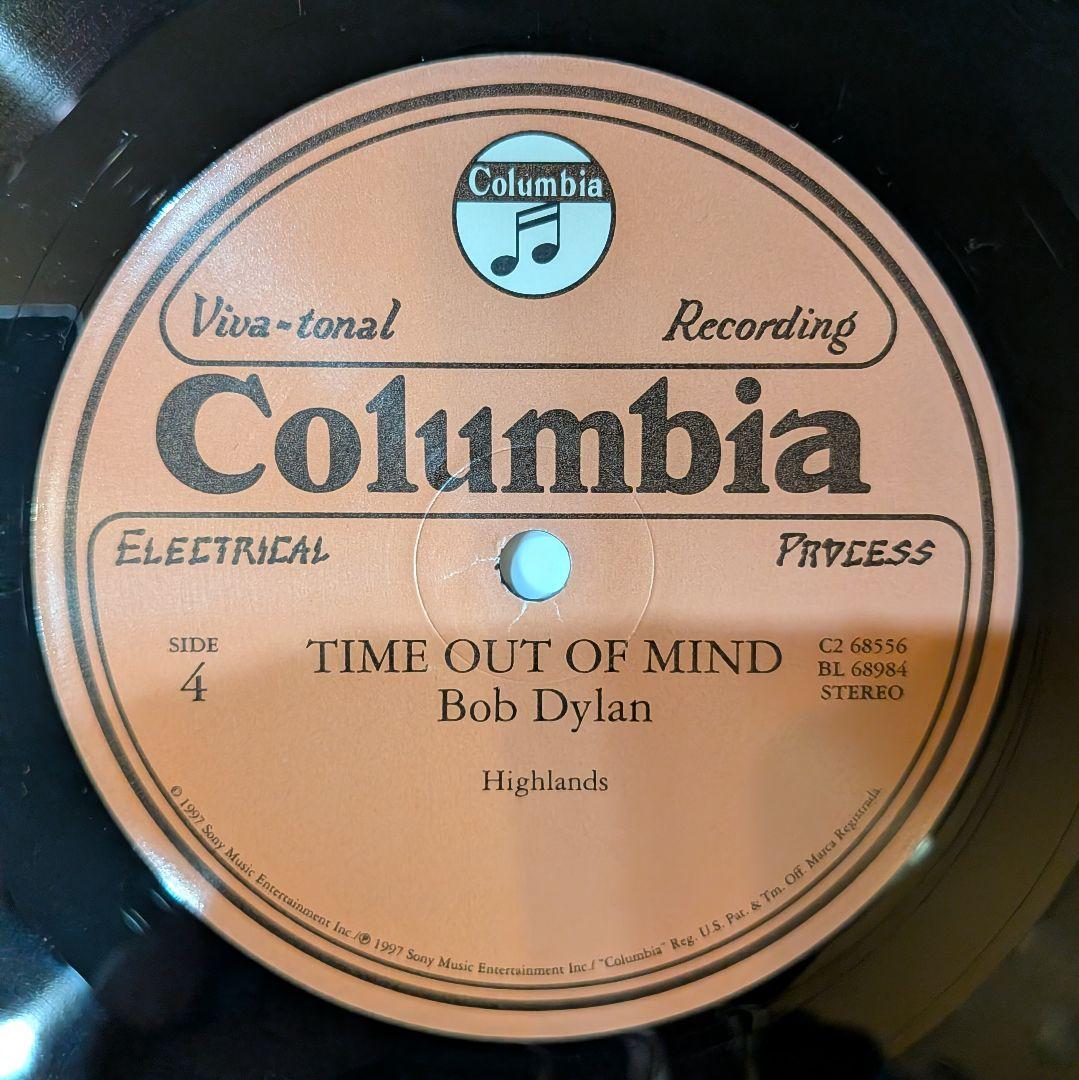 Columbia
Viva-tonal Recording
Columbia
ELECTRICAL PROCESS
SIDE
4
TIME OUT OF MIND
Bob Dylan
C2 68556
BL 68984
STEREO
Highlands
© 1997 Sony Music Entertainment Inc./℗ 1997 Sony Music Entertainment Inc./ "Columbia" Reg. U.S. Pat. & Tm. Off. Marca Registrada.